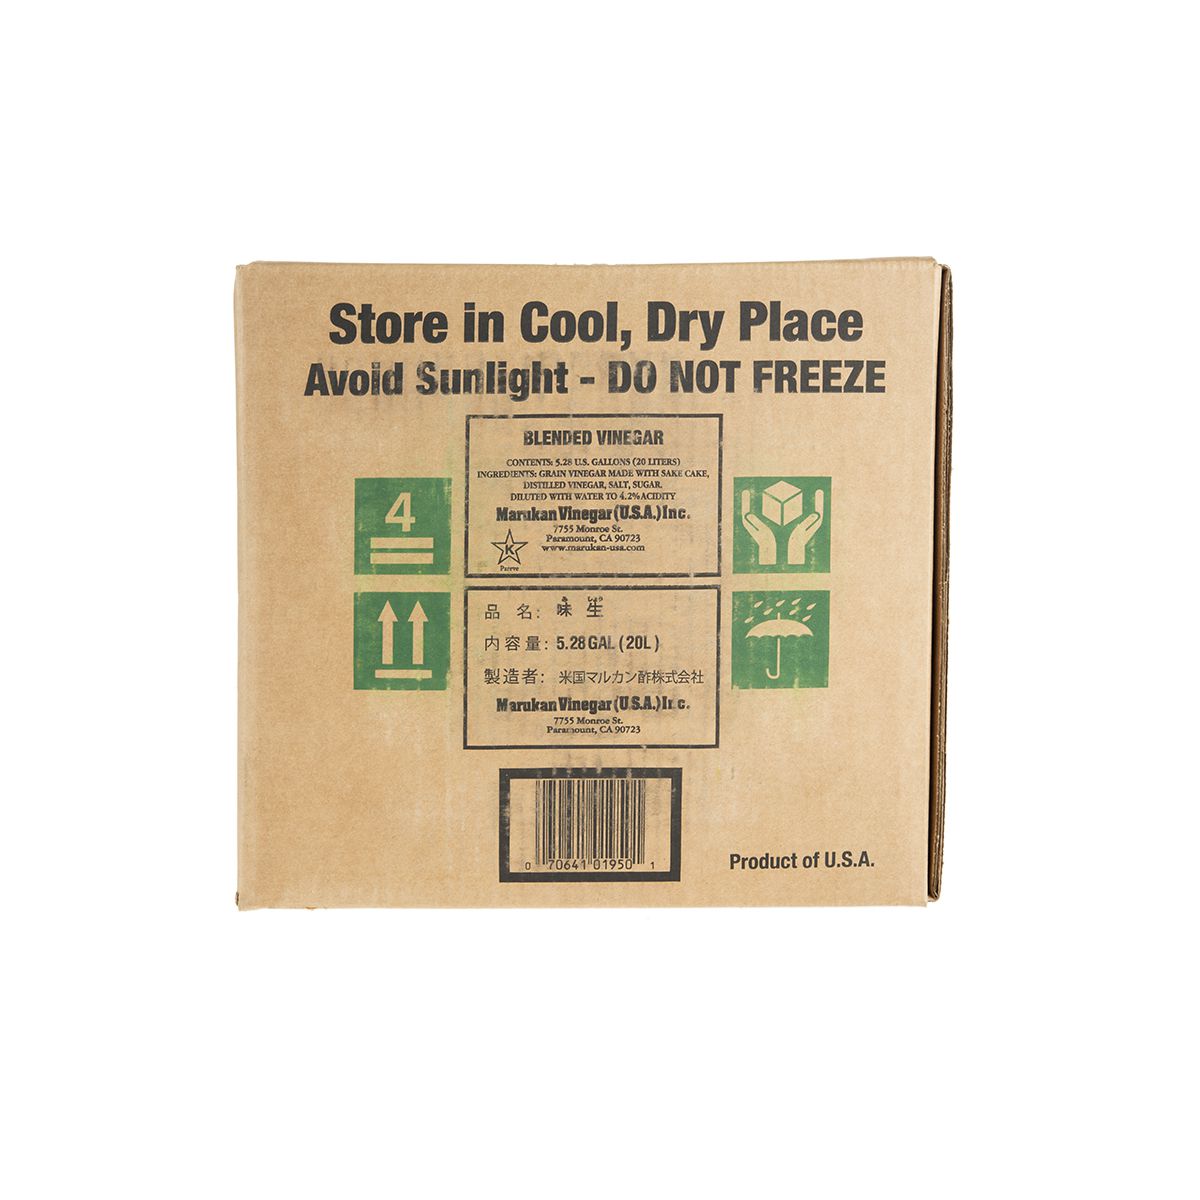 Store in Cool, Dry Place
Avoid Sunlight - DO NOT FREEZE
BLENDED VINEGAR
CONTENTS: 5.28 U.S. GALLONS (20 LITERS)
INGREDIENTS: GRAIN VINEGAR MADE WITH SAKE CAKE,
DISTILLED VINEGAR, SALT, SUGAR.
DILUTED WITH WATER TO 4.2% ACIDITY
Marukan Vinegar (U.S.A.) Inc.
7755 Monroe St.
Paramount, CA 90723
www.marukan-usa.com
K
Pareve
4
み しょう
品 名: 味 生
内容量: 5.28 GAL (20L)
製造者: 米国マルカン酢株式会社
Marukan Vinegar (U.S.A.) Inc.
7755 Monroe St.
Paramount, CA 90723
0 70641 01950 1
Product of U.S.A.